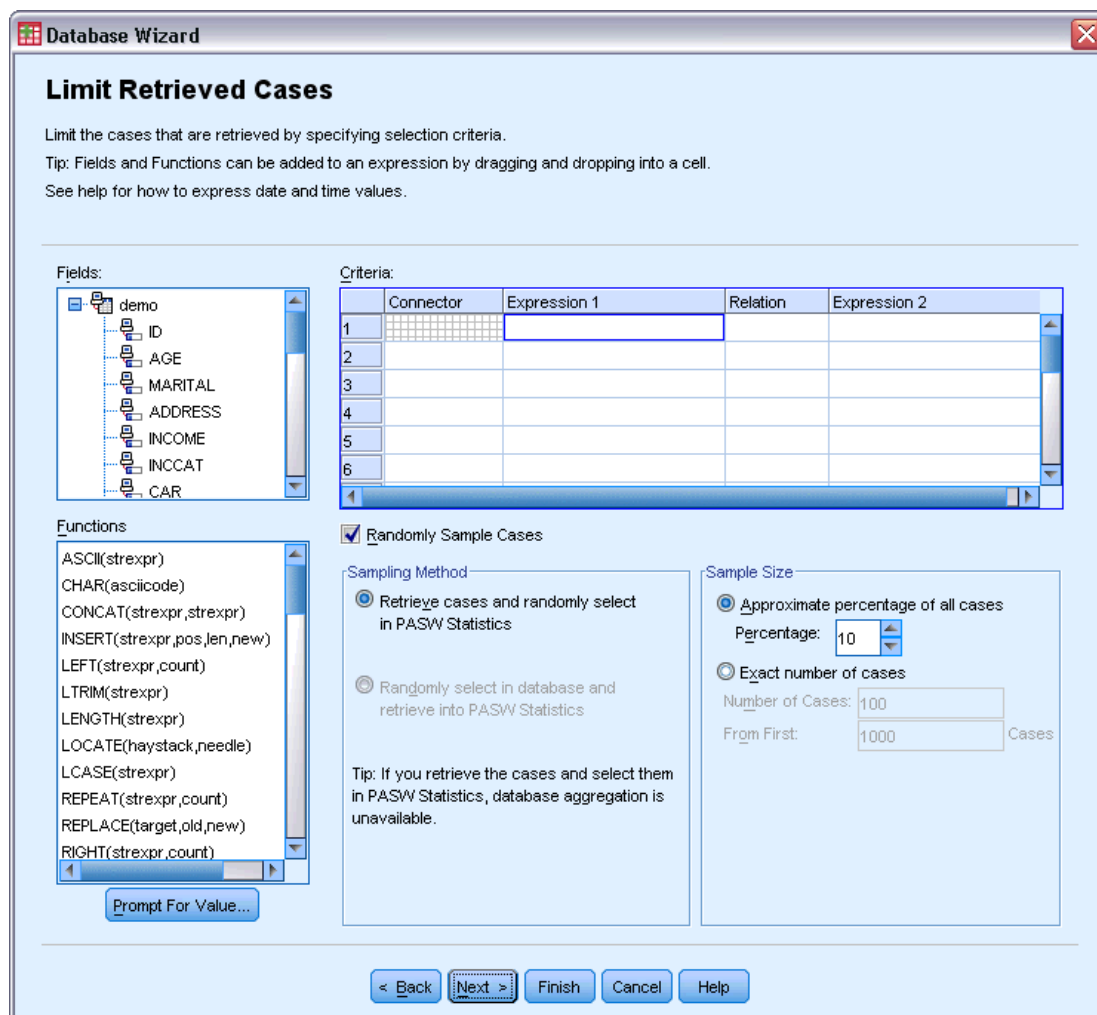 Database Wizard
Limit Retrieved Cases
Limit the cases that are retrieved by specifying selection criteria.
Tip: Fields and Functions can be added to an expression by dragging and dropping into a cell.
See help for how to express date and time values.
Fields:
demo
ID
AGE
MARITAL
ADDRESS
INCOME
INCCAT
CAR
Criteria:
Connector Expression 1 Relation Expression 2
1
2
3
4
5
6
Functions
ASCII(strexpr)
CHAR(asciicode)
CONCAT(strexpr,strexpr)
INSERT(strexpr,pos,len,new)
LEFT(strexpr,count)
LTRIM(strexpr)
LENGTH(strexpr)
LOCATE(haystack,needle)
LCASE(strexpr)
REPEAT(strexpr,count)
REPLACE(target,old,new)
RIGHT(strexpr,count)
Prompt For Value...
Randomly Sample Cases
Sampling Method
Retrieve cases and randomly select
in PASW Statistics
Randomly select in database and
retrieve into PASW Statistics
Tip: If you retrieve the cases and select them
in PASW Statistics, database aggregation is
unavailable.
Sample Size
Approximate percentage of all cases
Percentage: 10
Exact number of cases
Number of Cases: 100
From First: 1000 Cases
< Back Next > Finish Cancel Help